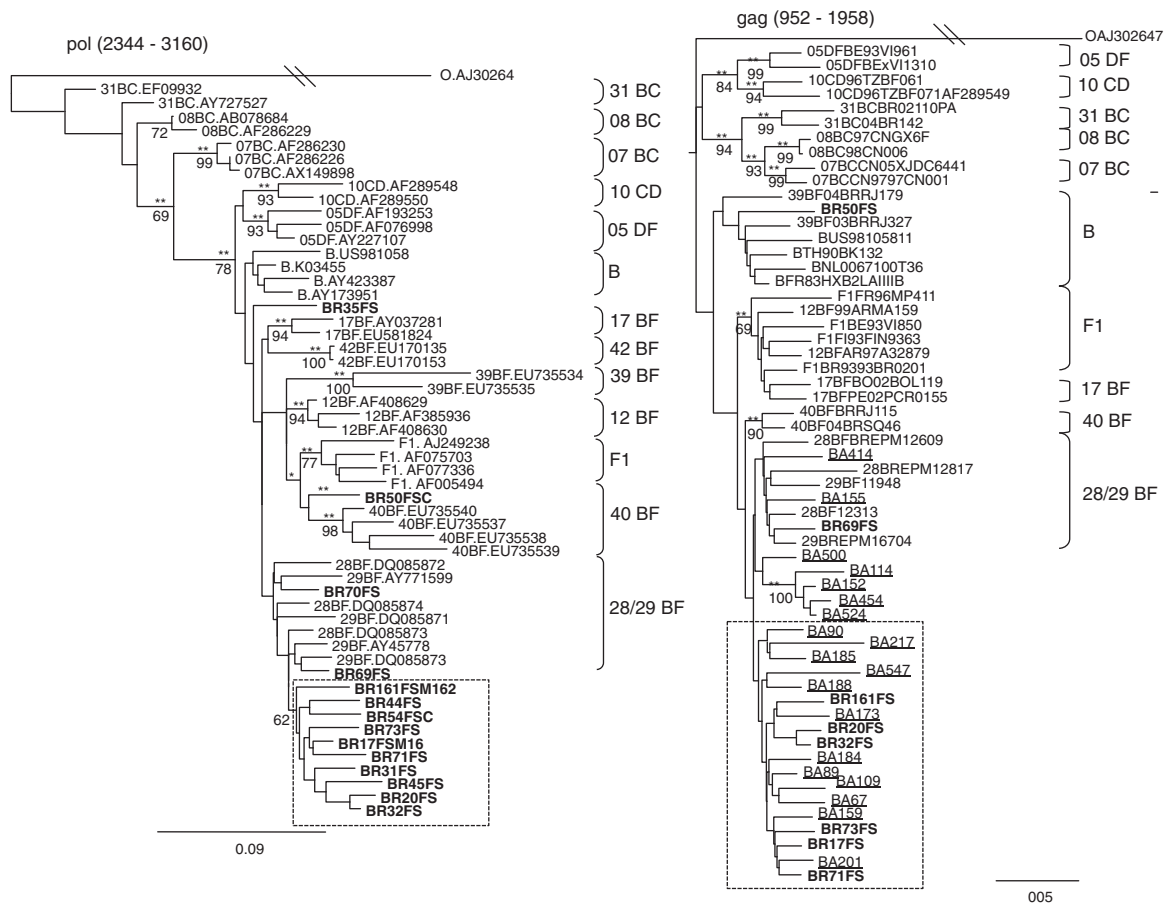 pol (2344 - 3160)
O.AJ30264
31BC.EF09932
31BC.AY727527
31 BC
08BC.AB078684
**
72
08BC.AF286229
08 BC
07BC.AF286230
**
99
07BC.AF286226
07BC.AX149898
07 BC
**
69
10CD.AF289548
**
93
10CD.AF289550
10 CD
05DF.AF193253
**
93
05DF.AF076998
05DF.AY227107
05 DF
**
78
B.US981058
B.K03455
B.AY423387
B.AY173951
B
BR35FS
17BF.AY037281
**
94
17BF.EU581824
17 BF
42BF.EU170135
**
100
42BF.EU170153
42 BF
39BF.EU735534
**
100
39BF.EU735535
39 BF
12BF.AF408629
**
94
12BF.AF385936
12BF.AF408630
12 BF
F1. AJ249238
**
77
F1. AF075703
F1. AF077336
F1. AF005494
F1
*
**
BR50FSC
40BF.EU735540
**
98
40BF.EU735537
40BF.EU735538
40BF.EU735539
40 BF
28BF.DQ085872
29BF.AY771599
BR70FS
28BF.DQ085874
29BF.DQ085871
28BF.DQ085873
29BF.AY45778
29BF.DQ085873
BR69FS
28/29 BF
62
BR161FSM162
BR44FS
BR54FSC
BR73FS
BR17FSM16
BR71FS
BR31FS
BR45FS
BR20FS
BR32FS
0.09
gag (952 - 1958)
OAJ302647
05DFBE93VI961
**
99
05DFBExVI1310
05 DF
**
84
10CD96TZBF061
**
94
10CD96TZBF071AF289549
10 CD
31BCBR02110PA
**
99
31BC04BR142
31 BC
**
94
08BC97CNGX6F
**
99
08BC98CN006
08 BC
**
93
07BCCN05XJDC6441
**
99
07BCCN9797CN001
07 BC
39BF04BRRJ179
BR50FS
39BF03BRRJ327
BUS98105811
BTH90BK132
BNL0067100T36
BFR83HXB2LAIIIIB
B
F1FR96MP411
**
69
12BF99ARMA159
F1BE93VI850
F1FI93FIN9363
12BFAR97A32879
F1BR9393BR0201
F1
17BFBO02BOL119
17BFPE02PCR0155
17 BF
40BFBRRJ115
**
90
40BF04BRSQ46
40 BF
28BFBREPM12609
BA414
28BREPM12817
29BF11948
BA155
28BF12313
BR69FS
29BREPM16704
28/29 BF
BA500
BA114
**
100
BA152
BA454
BA524
BA90
BA217
BA185
BA547
BA188
BR161FS
BA173
BR20FS
BR32FS
BA184
BA89
BA109
BA67
BA159
BR73FS
BR17FS
BA201
BR71FS
005